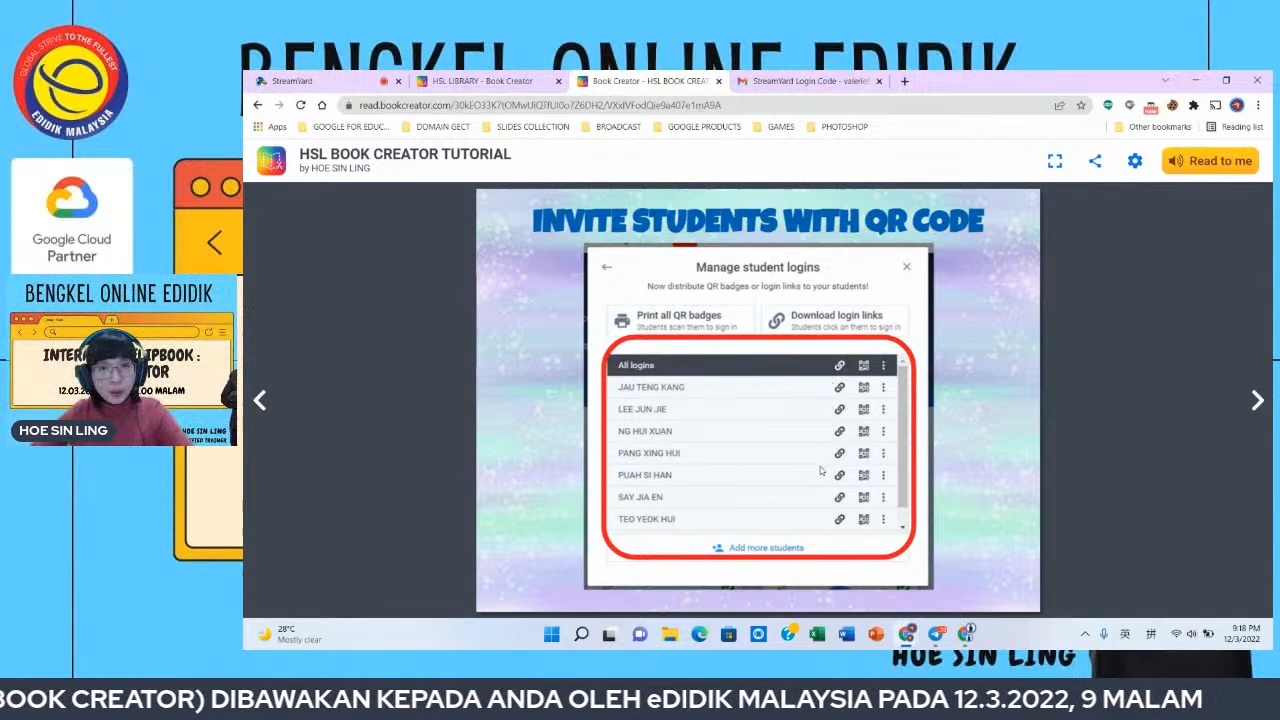 BENGKEL ONLINE EDIDIK
GLOBAL STRIVE TO THE FULLEST
EDIDIK MALAYSIA
Google Cloud
Partner
BENGKEL ONLINE EDIDIK
12.03.20
HOE SIN LING
StreamYard
HSL LIBRARY - Book Creator
Book Creator - HSL BOOK CREAT
StreamYard Login Code - valerie
read.bookcreator.com/
Apps
GOOGLE FOR EDUC...
DOMAIN GECT
SLIDES COLLECTION
BROADCAST
GOOGLE PRODUCTS
GAMES
PHOTOSHOP
Other bookmarks
Reading list
HSL BOOK CREATOR TUTORIAL
by HOE SIN LING
Read to me
INVITE STUDENTS WITH QR CODE
Manage student logins
Now distribute QR badges or login links to your students!
Print all QR badges
Students scan them to sign in
Download login links
Students click on them to sign in
All logins
JAU TENG KANG
LEE JUN JIE
NG HUI XUAN
PANG XING HUI
PUAH SI HAN
SAY JIA EN
TEO YEOK HUI
Add more students
28°C
Mostly clear
英 拼
9:18 PM
12/3/2022
HOE SIN LING
BOOK CREATOR) DIBAWAKAN KEPADA ANDA OLEH eDIDIK MALAYSIA PADA 12.3.2022, 9 MALAM